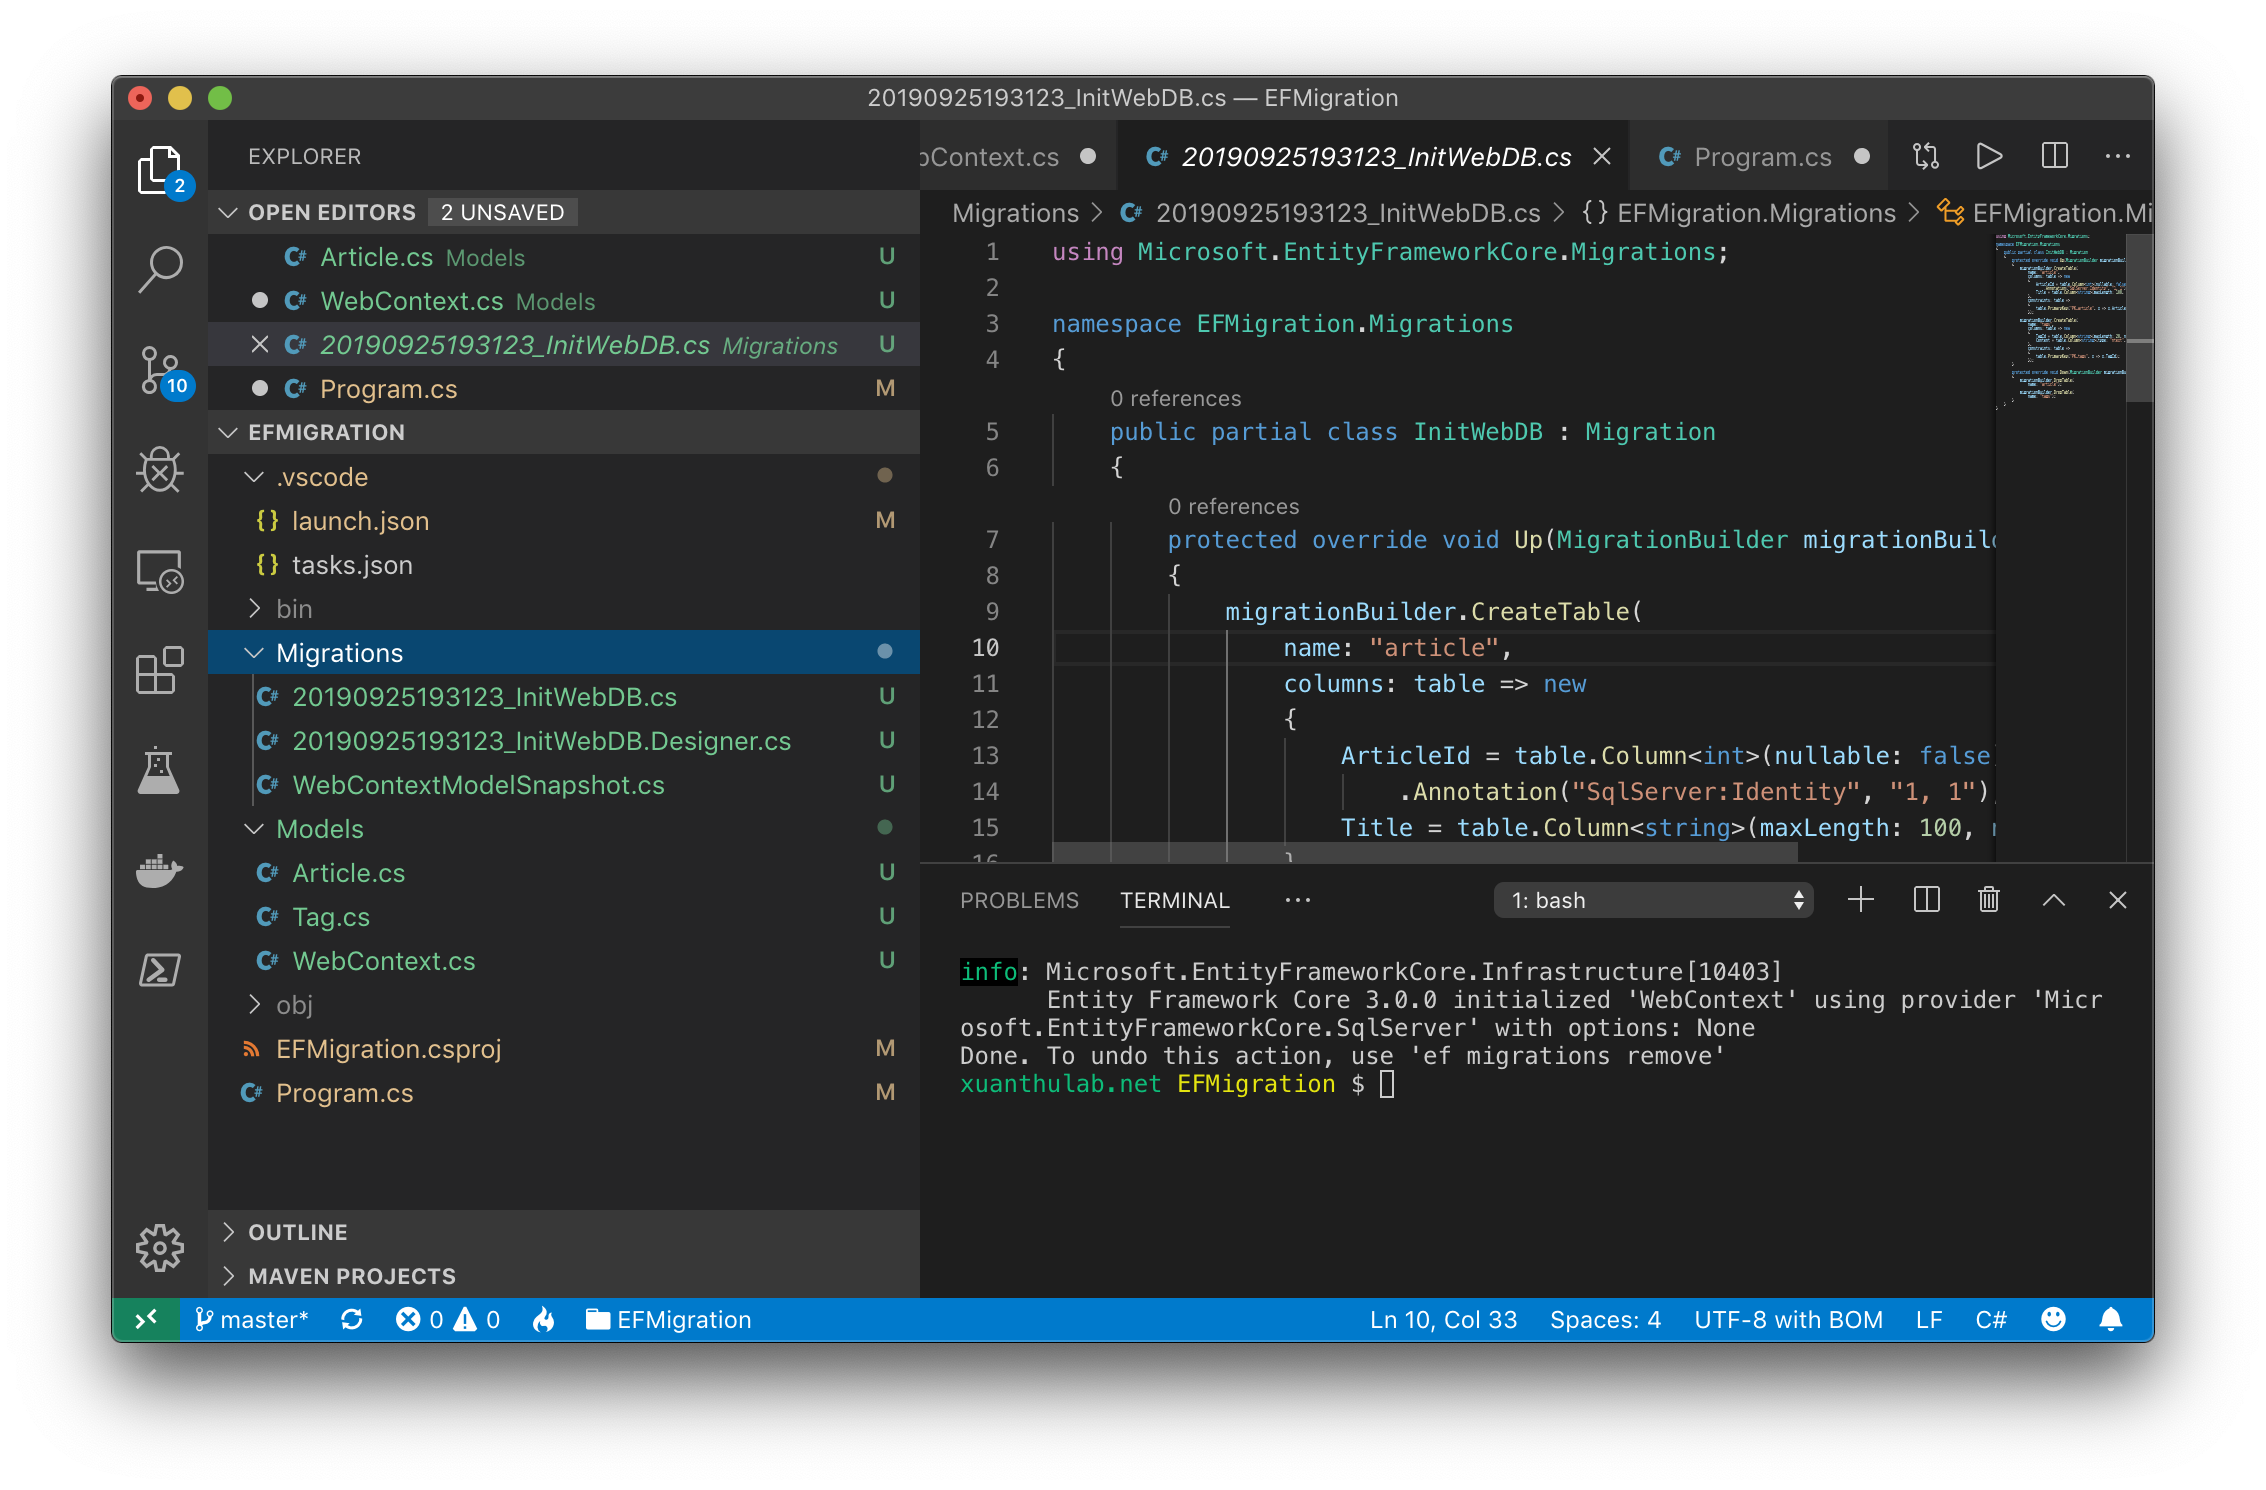 20190925193123_InitWebDB.cs — EFMigration
2
10
EXPLORER
OPEN EDITORS 2 UNSAVED
C# Article.cs Models U
C# WebContext.cs Models U
C# 20190925193123_InitWebDB.cs Migrations U
C# Program.cs M
EFMIGRATION
.vscode
{} launch.json M
{} tasks.json
bin
Migrations
C# 20190925193123_InitWebDB.cs U
C# 20190925193123_InitWebDB.Designer.cs U
C# WebContextModelSnapshot.cs U
Models
C# Article.cs U
C# Tag.cs U
C# WebContext.cs U
obj
EFMigration.csproj M
C# Program.cs M
OUTLINE
MAVEN PROJECTS
bContext.cs
C# 20190925193123_InitWebDB.cs
C# Program.cs
Migrations > C# 20190925193123_InitWebDB.cs > {} EFMigration.Migrations > EFMigration.Mi
1 using Microsoft.EntityFrameworkCore.Migrations;
2
3 namespace EFMigration.Migrations
4 {
0 references
5 public partial class InitWebDB : Migration
6 {
0 references
7 protected override void Up(MigrationBuilder migrationBuild
8 {
9 migrationBuilder.CreateTable(
10 name: "article",
11 columns: table => new
12 {
13 ArticleId = table.Column<int>(nullable: false
14 .Annotation("SqlServer:Identity", "1, 1")
15 Title = table.Column<string>(maxLength: 100,
16 }
PROBLEMS TERMINAL ··· 1: bash
info: Microsoft.EntityFrameworkCore.Infrastructure[10403]
Entity Framework Core 3.0.0 initialized 'WebContext' using provider 'Micr
osoft.EntityFrameworkCore.SqlServer' with options: None
Done. To undo this action, use 'ef migrations remove'
xuanthulab.net EFMigration $
master* 0 0 EFMigration Ln 10, Col 33 Spaces: 4 UTF-8 with BOM LF C#